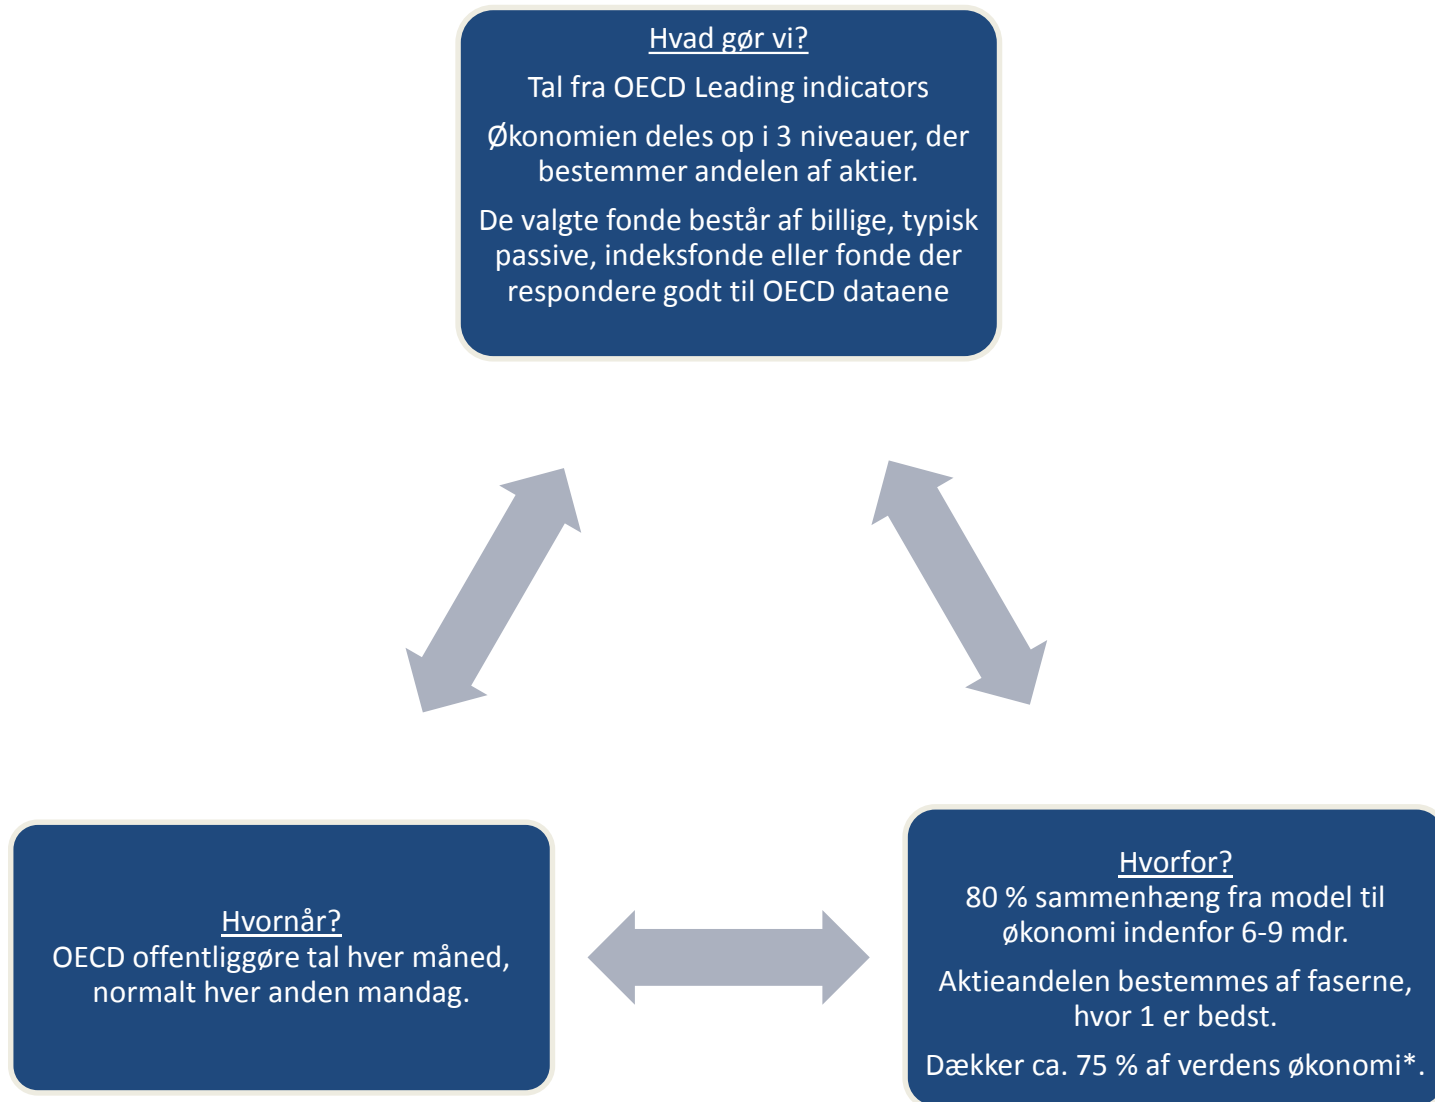 Hvad gør vi?
Tal fra OECD Leading indicators
Økonomien deles op i 3 niveauer, der
bestemmer andelen af aktier.
De valgte fonde består af billige, typisk
passive, indeksfonde eller fonde der
respondere godt til OECD dataene
Hvornår?
OECD offentliggøre tal hver måned,
normalt hver anden mandag.
Hvorfor?
80 % sammenhæng fra model til
økonomi indenfor 6-9 mdr.
Aktieandelen bestemmes af faserne,
hvor 1 er bedst.
Dækker ca. 75 % af verdens økonomi*.